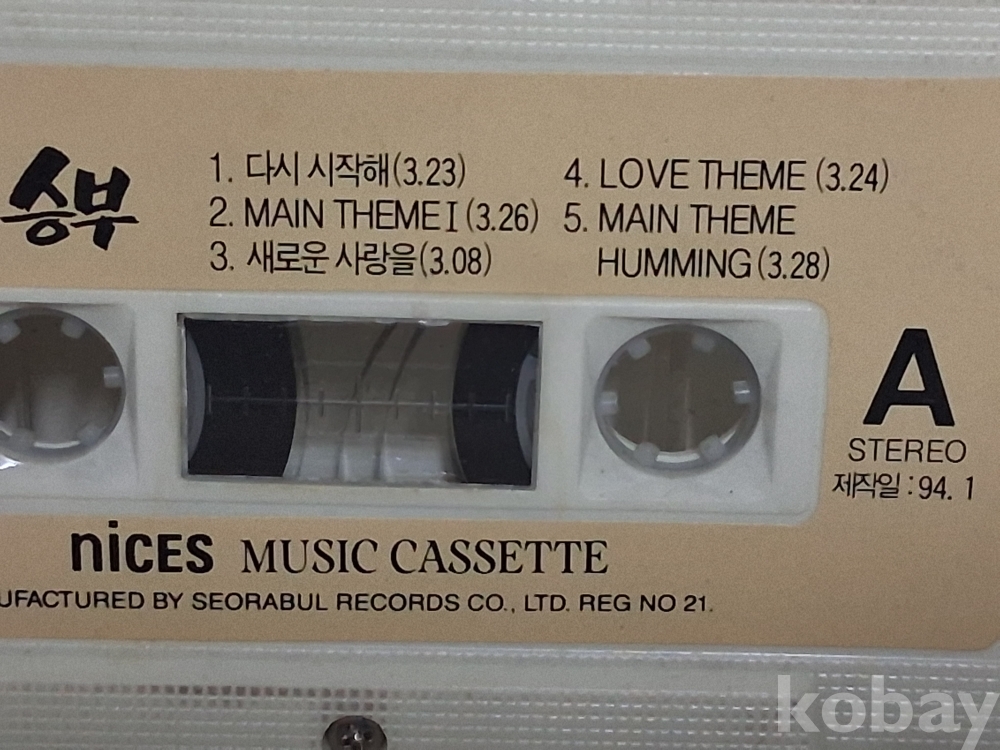 승부
1. 다시 시작해(3.23)
2. MAIN THEME I (3.26)
3. 새로운 사랑을(3.08)
4. LOVE THEME (3.24)
5. MAIN THEME
HUMMING(3.28)
A
STEREO
제작일 : 94. 1
nices MUSIC CASSETTE
UFACTURED BY SEORABUL RECORDS CO., LTD. REG NO 21.
kobay